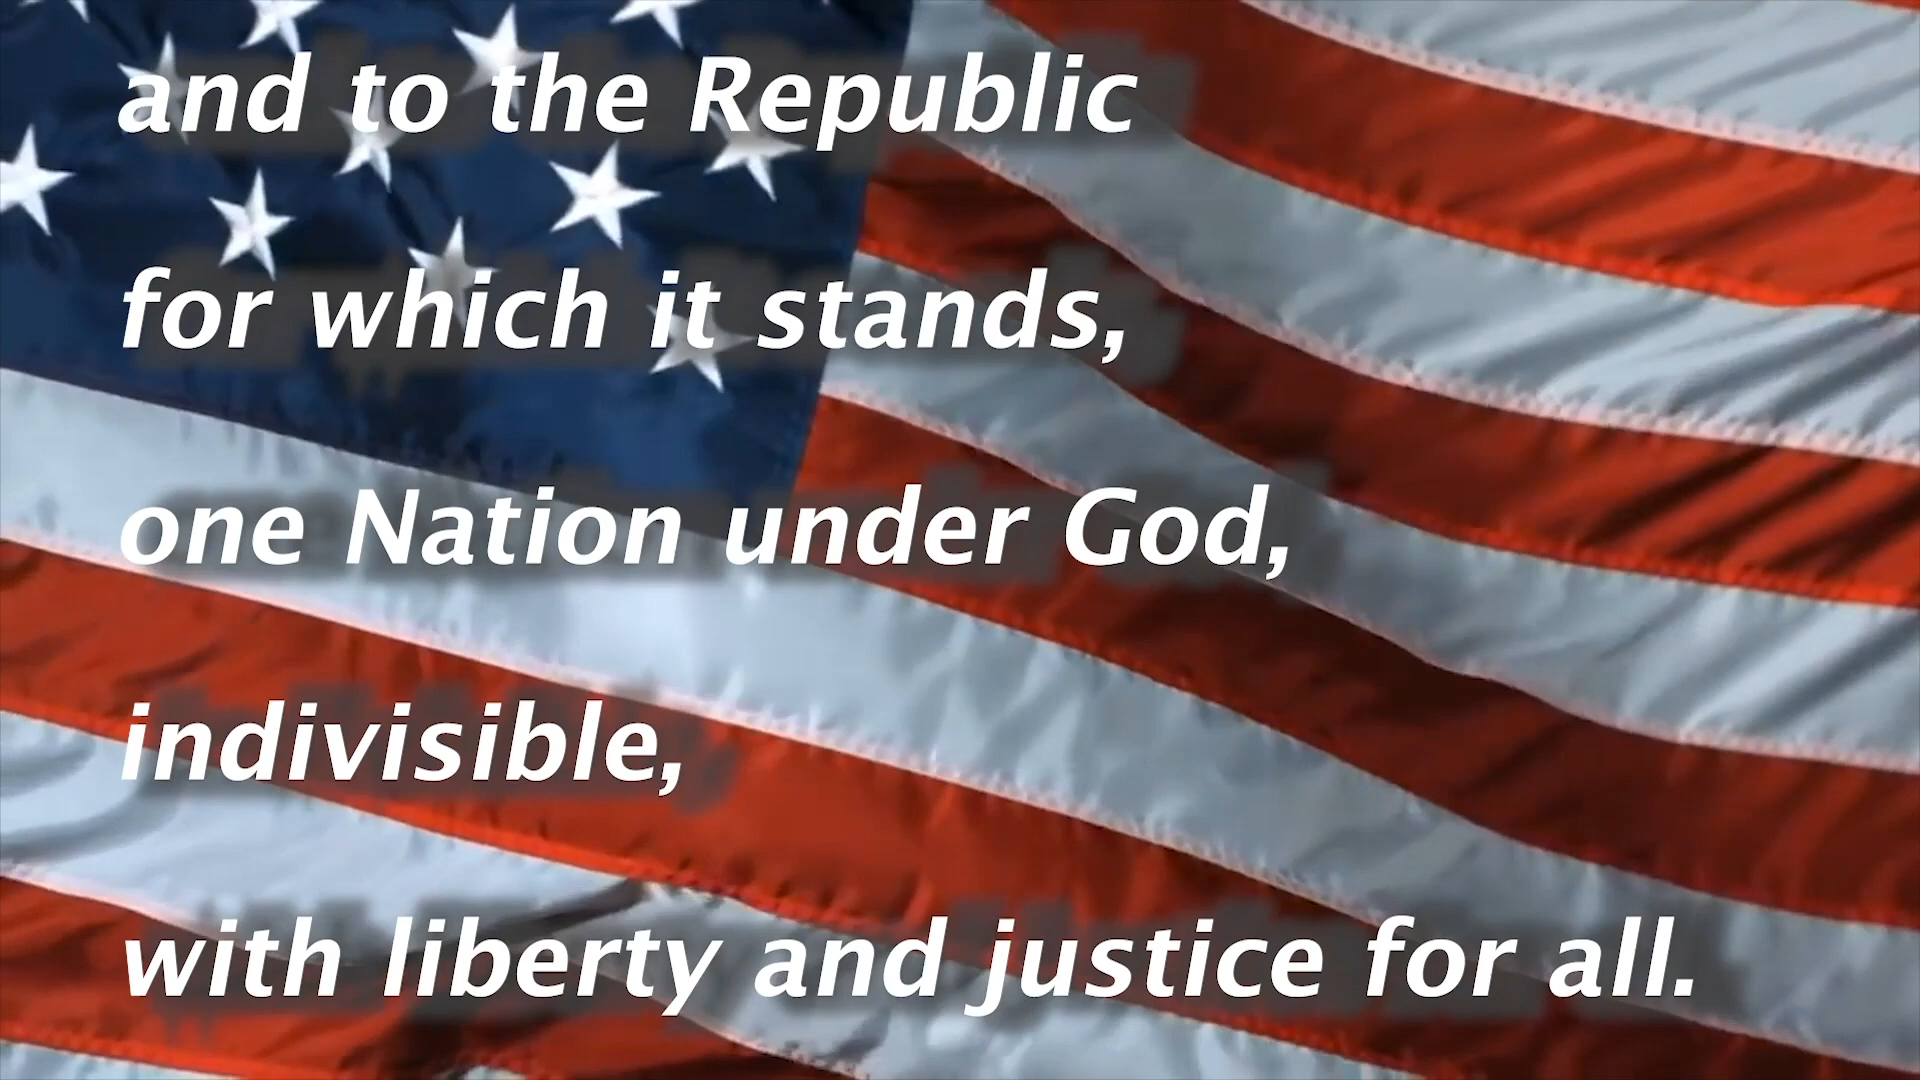 and to the Republic
for which it stands,
one Nation under God,
indivisible,
with liberty and justice for all.